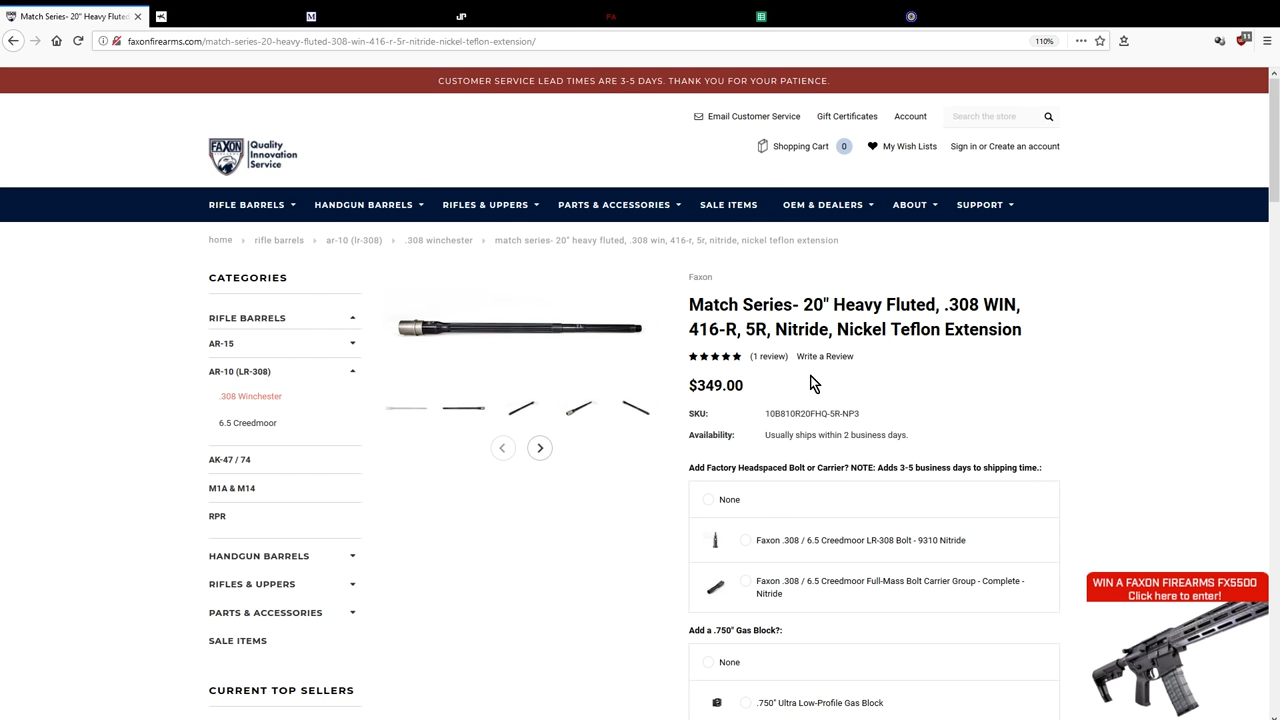 Match Series- 20" Heavy Fluted
faxonfirearms.com/match-series-20-heavy-fluted-308-win-416-r-5r-nitride-nickel-teflon-extension/
110%
11
CUSTOMER SERVICE LEAD TIMES ARE 3-5 DAYS. THANK YOU FOR YOUR PATIENCE.
Email Customer Service
Gift Certificates
Account
Search the store
FAXON
Quality
Innovation
Service
Shopping Cart 0
My Wish Lists
Sign in or Create an account
RIFLE BARRELS
HANDGUN BARRELS
RIFLES & UPPERS
PARTS & ACCESSORIES
SALE ITEMS
OEM & DEALERS
ABOUT
SUPPORT
home > rifle barrels > ar-10 (lr-308) > .308 winchester > match series- 20" heavy fluted, .308 win, 416-r, 5r, nitride, nickel teflon extension
CATEGORIES
RIFLE BARRELS
AR-15
AR-10 (LR-308)
.308 Winchester
6.5 Creedmoor
AK-47 / 74
M1A & M14
RPR
HANDGUN BARRELS
RIFLES & UPPERS
PARTS & ACCESSORIES
SALE ITEMS
CURRENT TOP SELLERS
Faxon
Match Series- 20" Heavy Fluted, .308 WIN,
416-R, 5R, Nitride, Nickel Teflon Extension
(1 review) Write a Review
$349.00
SKU: 10B810R20FHQ-5R-NP3
Availability: Usually ships within 2 business days.
Add Factory Headspaced Bolt or Carrier? NOTE: Adds 3-5 business days to shipping time.:
None
Faxon .308 / 6.5 Creedmoor LR-308 Bolt - 9310 Nitride
Faxon .308 / 6.5 Creedmoor Full-Mass Bolt Carrier Group - Complete -
Nitride
Add a .750" Gas Block?:
None
.750" Ultra Low-Profile Gas Block
WIN A FAXON FIREARMS FX5500
Click here to enter!